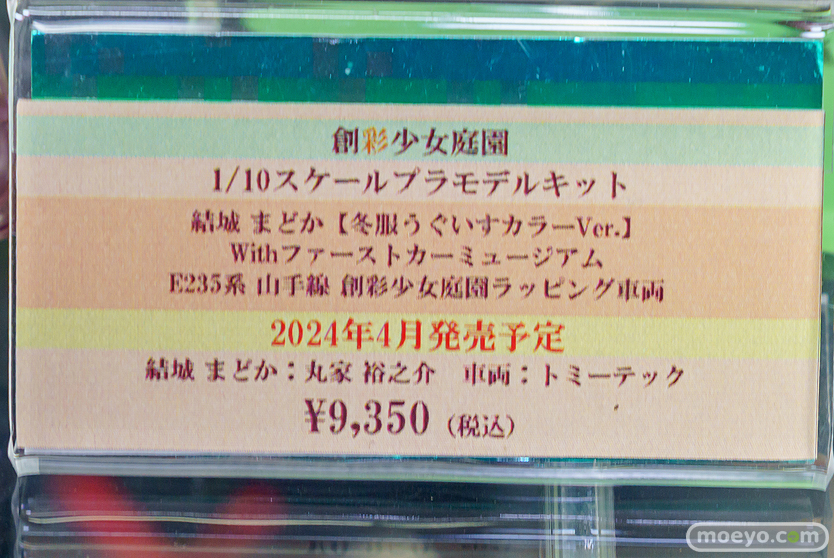 創彩少女庭園
1/10スケールプラモデルキット
結城 まどか【冬服うぐいすカラーVer.】
Withファーストカーミュージアム
E235系 山手線 創彩少女庭園ラッピング車両
2024年4月発売予定
結城 まどか：丸家 裕之介　車両：トミーテック
¥9,350（税込）
moeyo.com